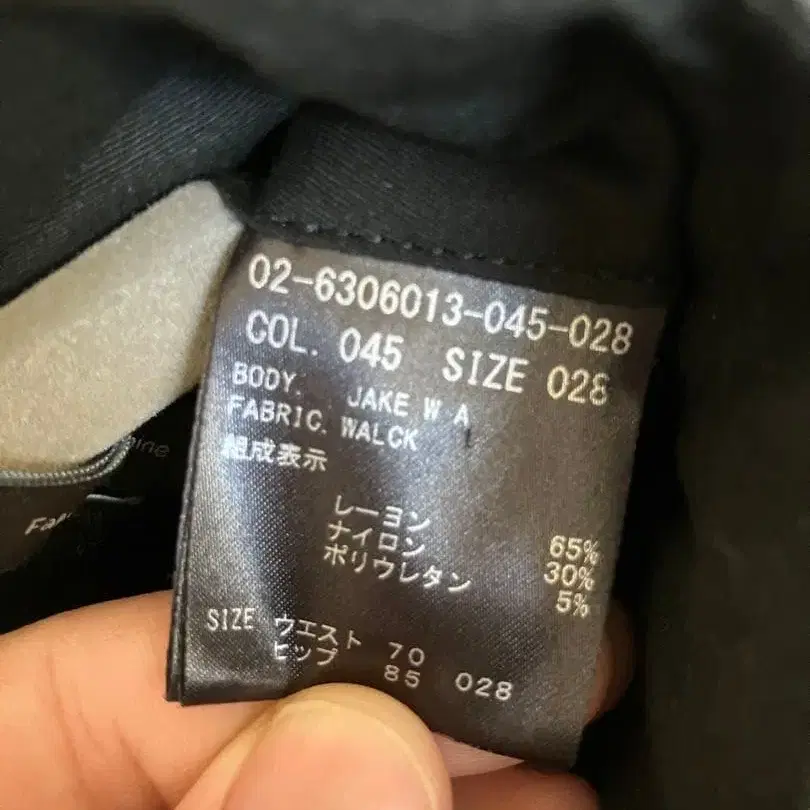 02-6306013-045-028
COL. 045 SIZE 028
BODY. JAKE W A
FABRIC. WALCK
組成表示
レーヨン 65%
ナイロン 30%
ポリウレタン 5%
SIZE ウエスト 70
ヒップ 85 028